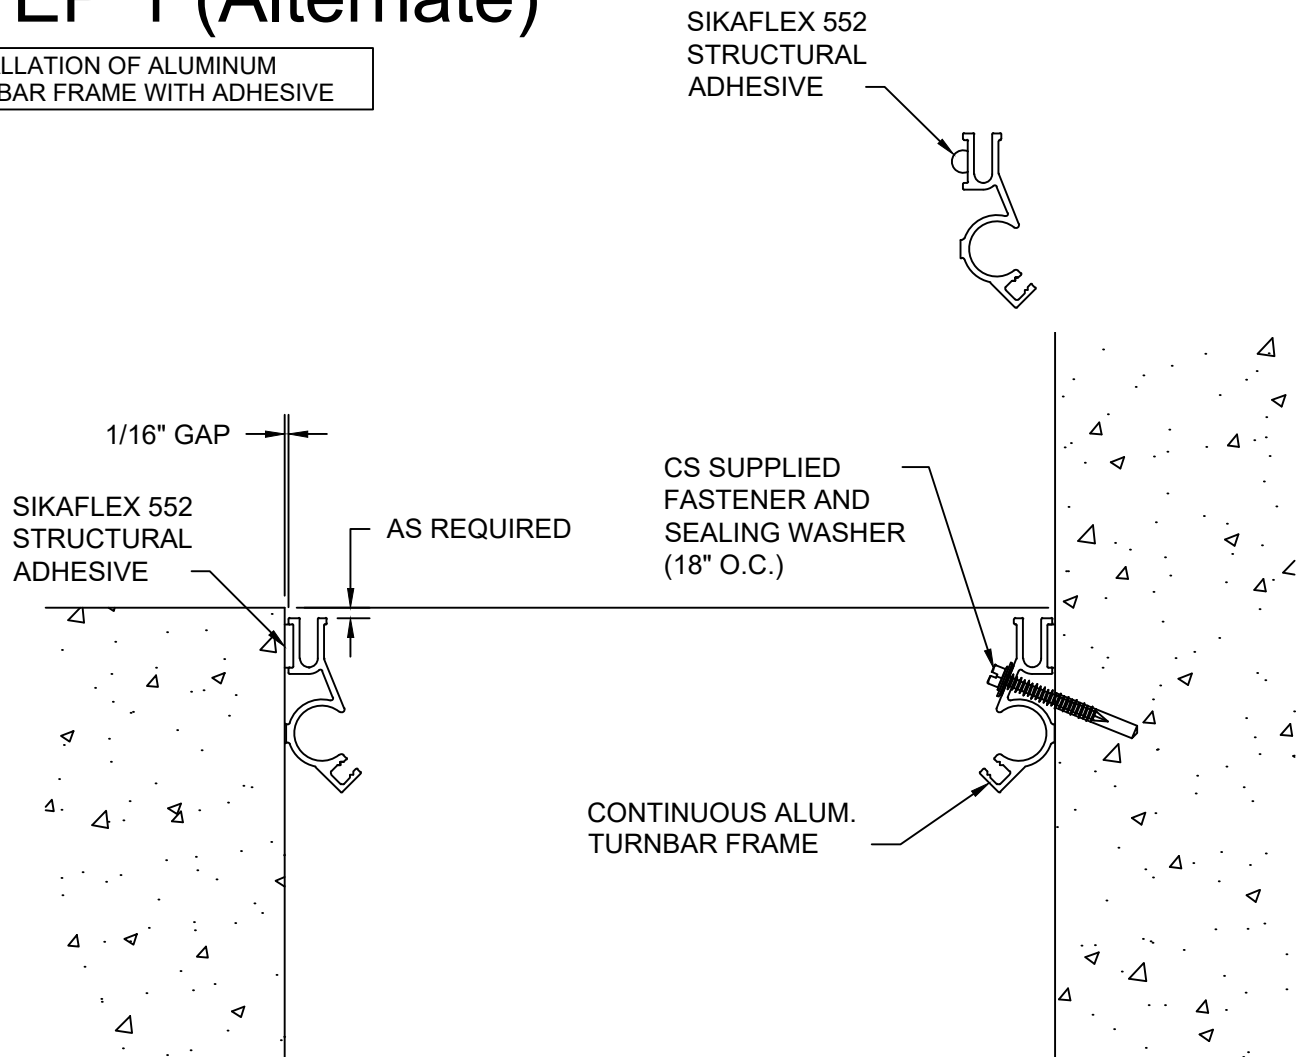 EP 1 (Alternate)
LLATION OF ALUMINUM
BAR FRAME WITH ADHESIVE
SIKAFLEX 552
STRUCTURAL
ADHESIVE
1/16" GAP
SIKAFLEX 552
STRUCTURAL
ADHESIVE
AS REQUIRED
CS SUPPLIED
FASTENER AND
SEALING WASHER
(18" O.C.)
CONTINUOUS ALUM.
TURNBAR FRAME